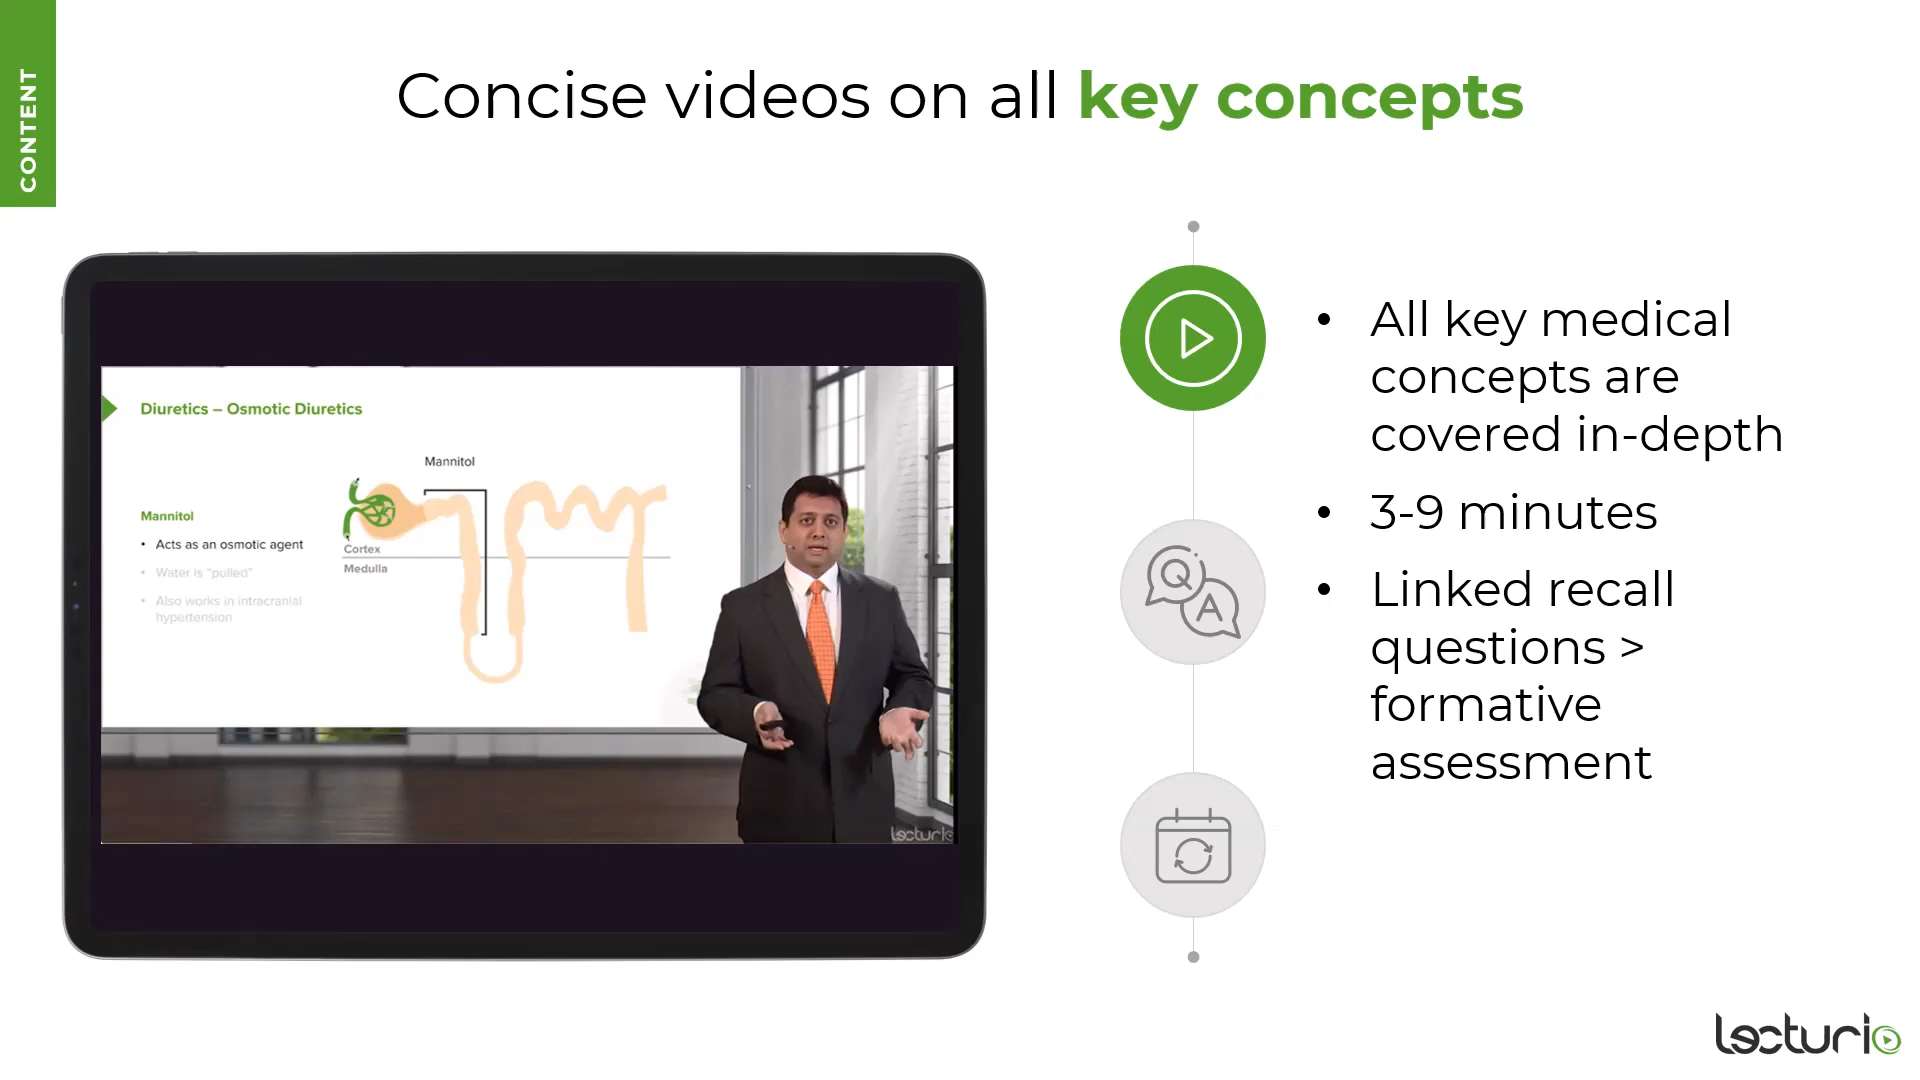 CONTENT
Concise videos on all key concepts
Diuretics – Osmotic Diuretics
Mannitol
Mannitol
• Acts as an osmotic agent
• Water is "pulled"
• Also works in intracranial
hypertension
Cortex
Medulla
lecturio
• All key medical
concepts are
covered in-depth
• 3-9 minutes
Q
A
• Linked recall
questions >
formative
assessment
lecturio